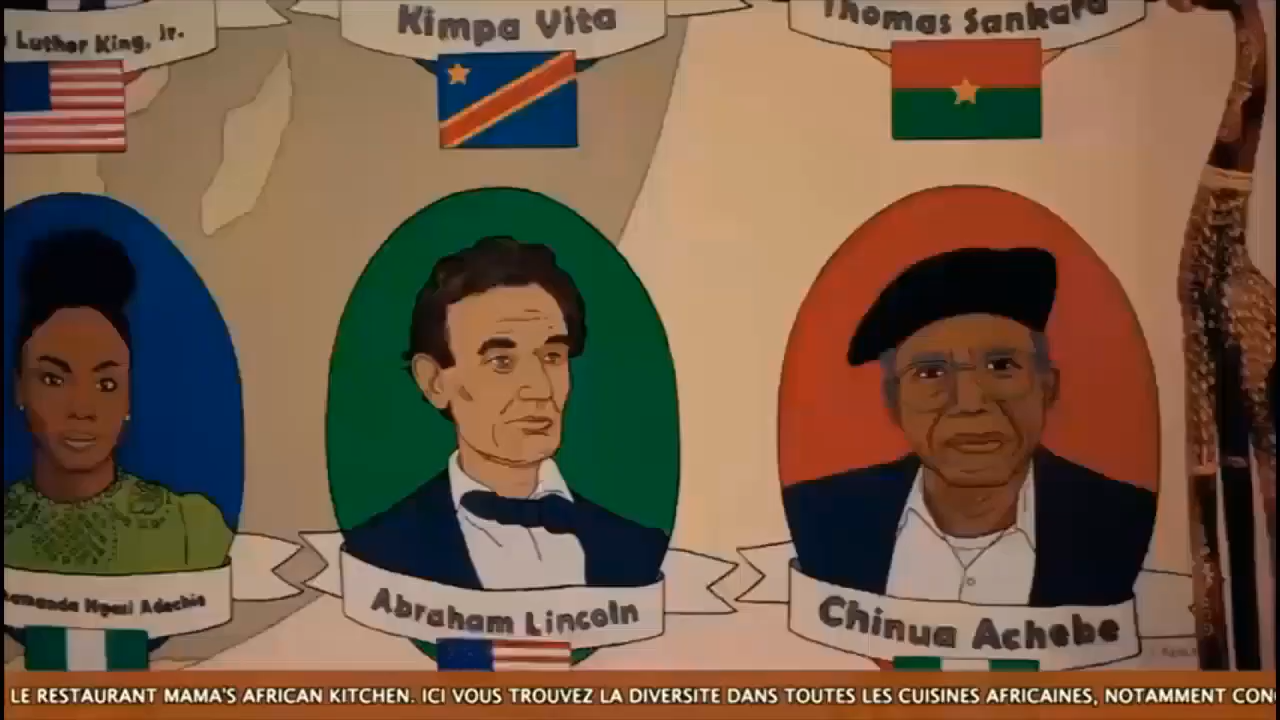 Luther King, Jr.
Kimpa Vita
Thomas Sankara
Abraham Lincoln
Chinua Achebe
LE RESTAURANT MAMA'S AFRICAN KITCHEN. ICI VOUS TROUVEZ LA DIVERSITE DANS TOUTES LES CUISINES AFRICAINES, NOTAMMENT